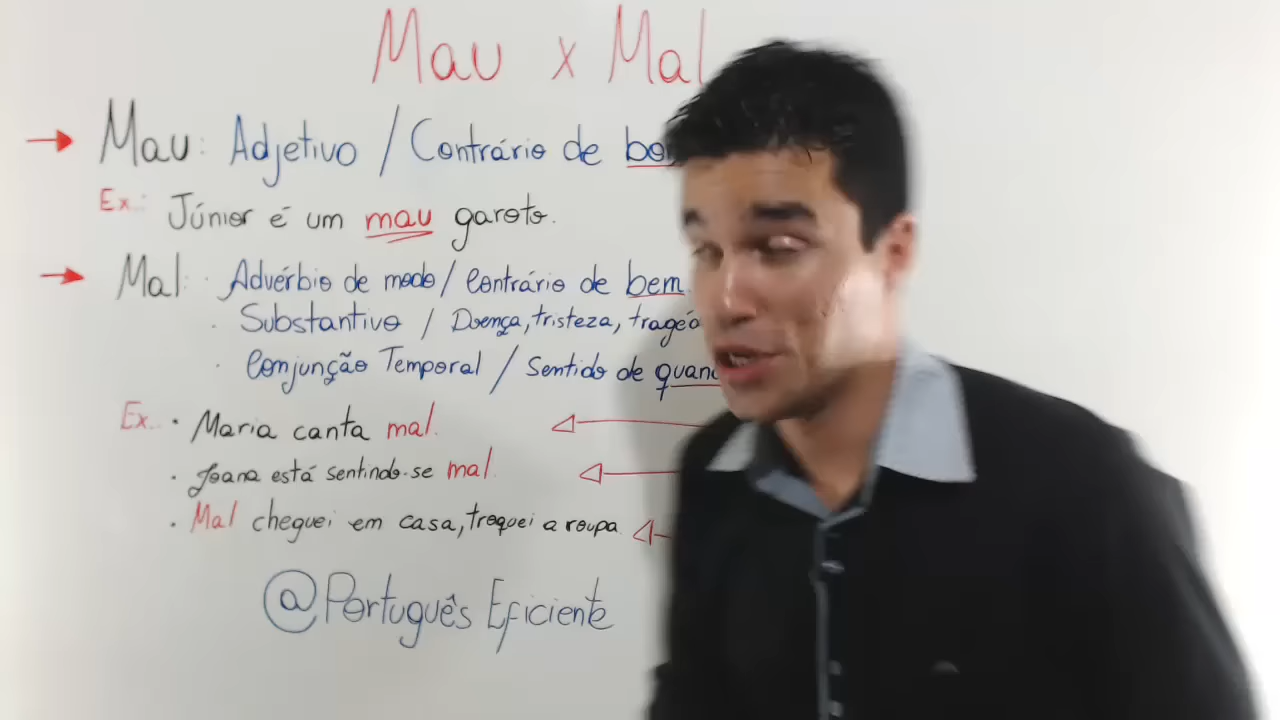 Mau x Mal
Mau: Adjetivo / Contrário de
Ex.: Júnior é um mau garoto.
Mal: · Advérbio de modo / Contrário de bem
· Substantivo / Doença, tristeza,
· Conjunção Temporal / Sentido de
Ex.: · Maria canta mal.
· Joana está sentindo-se mal.
· Mal cheguei em casa, troquei a roupa
@Português Eficiente